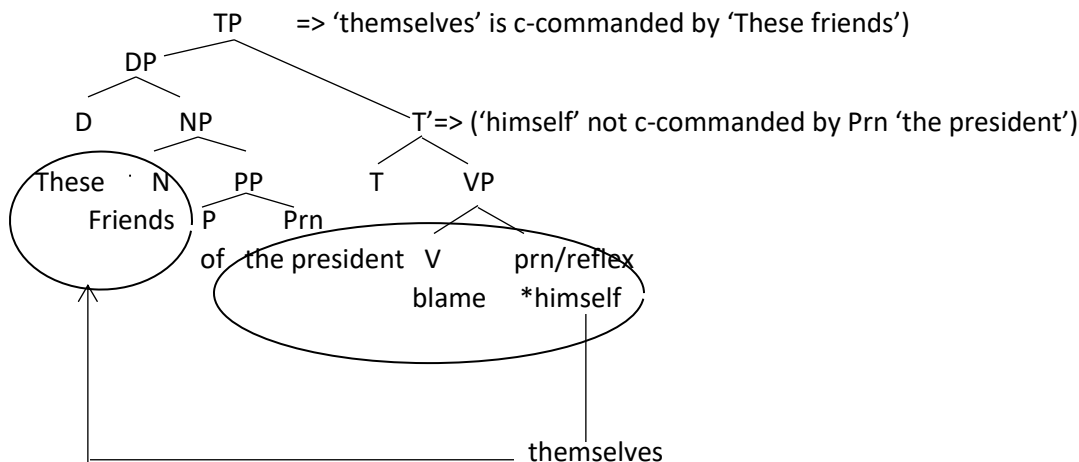 TP => ‘themselves’ is c-commanded by ‘These friends’)
DP
D NP T’=> (‘himself’ not c-commanded by Prn ‘the president’)
These N PP T VP
Friends P Prn
of the president V prn/reflex
blame *himself
themselves